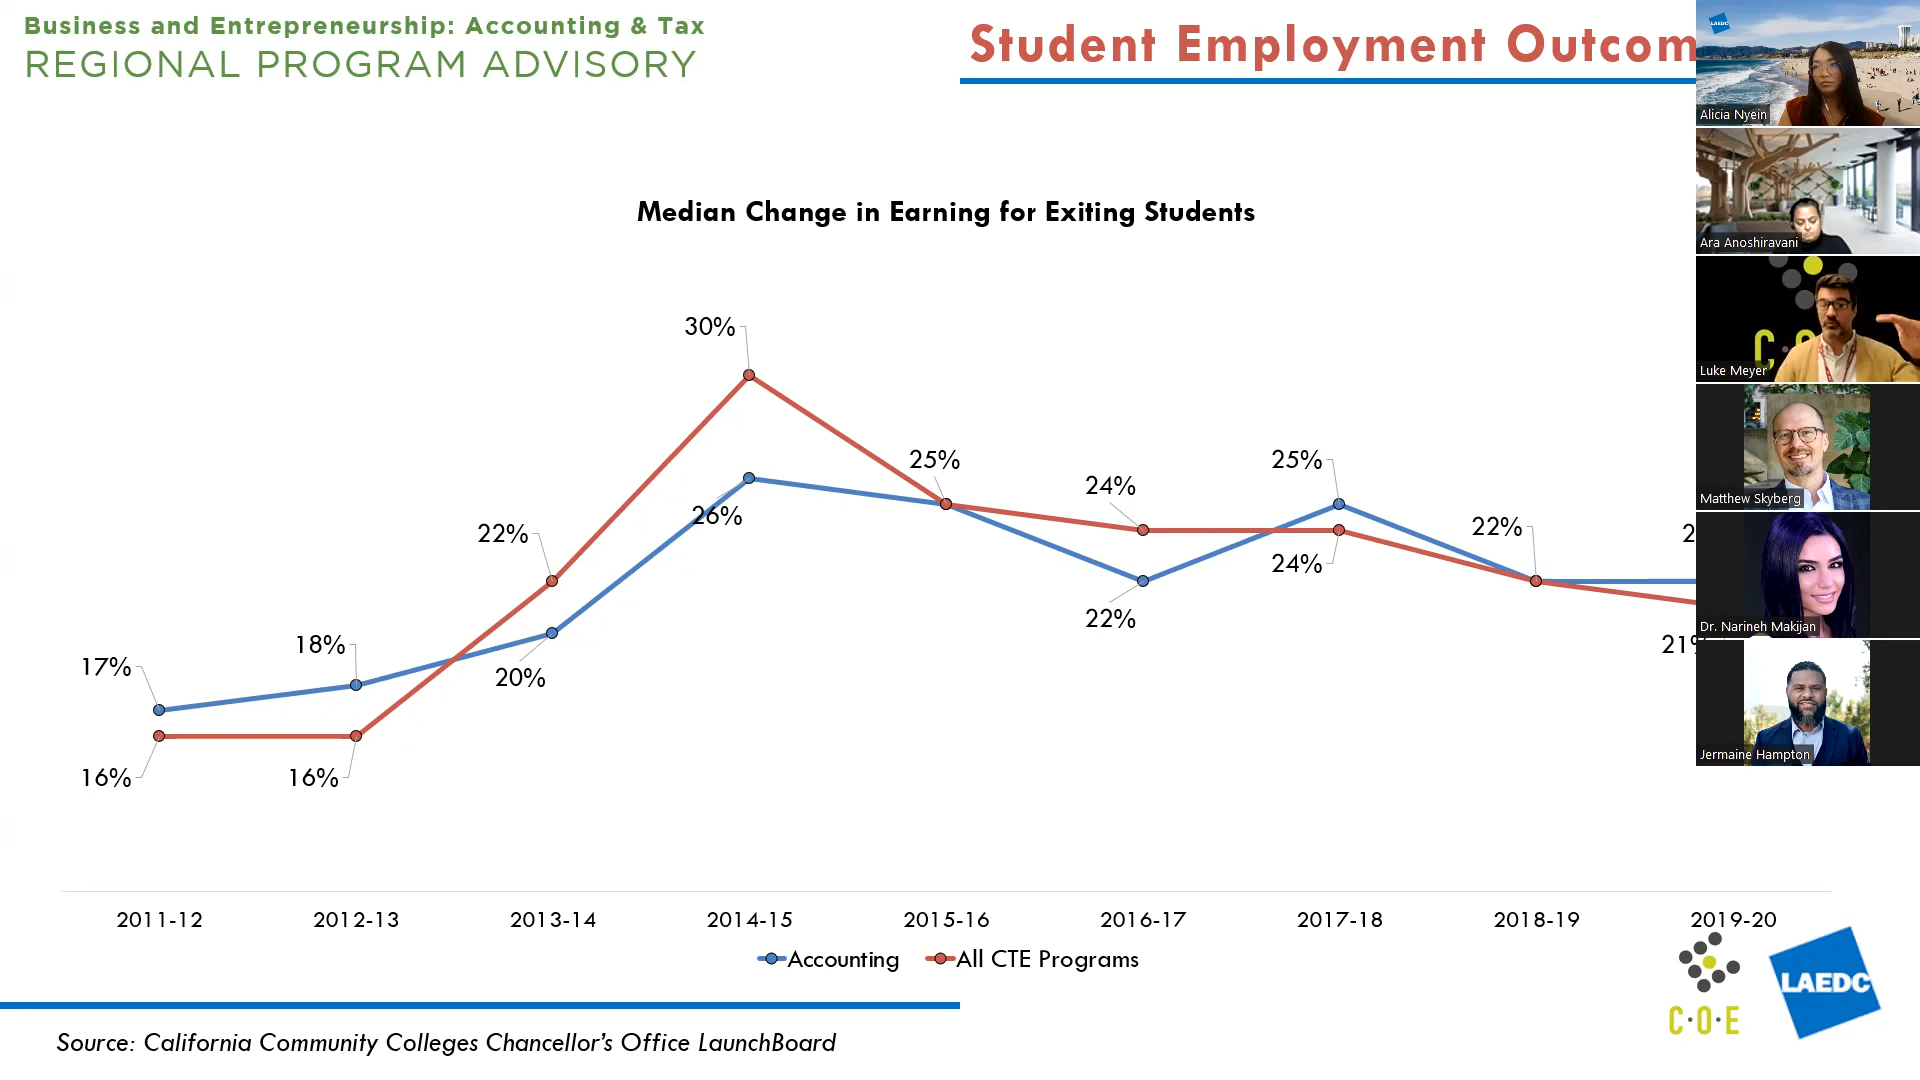 Business and Entrepreneurship: Accounting & Tax
REGIONAL PROGRAM ADVISORY
Student Employment Outcom
LAEDC
Alicia Nyein
Ara Anoshiravani
Luke Meyer
Matthew Skyberg
Dr. Narineh Makijan
Jermaine Hampton
Median Change in Earning for Exiting Students
30%
25%
24%
25%
26%
22%
22%
2
24%
18%
22%
17%
20%
21%
16%
16%
2011-12 2012-13 2013-14 2014-15 2015-16 2016-17 2017-18 2018-19 2019-20
Accounting All CTE Programs
C·O·E
LAEDC
Source: California Community Colleges Chancellor's Office LaunchBoard